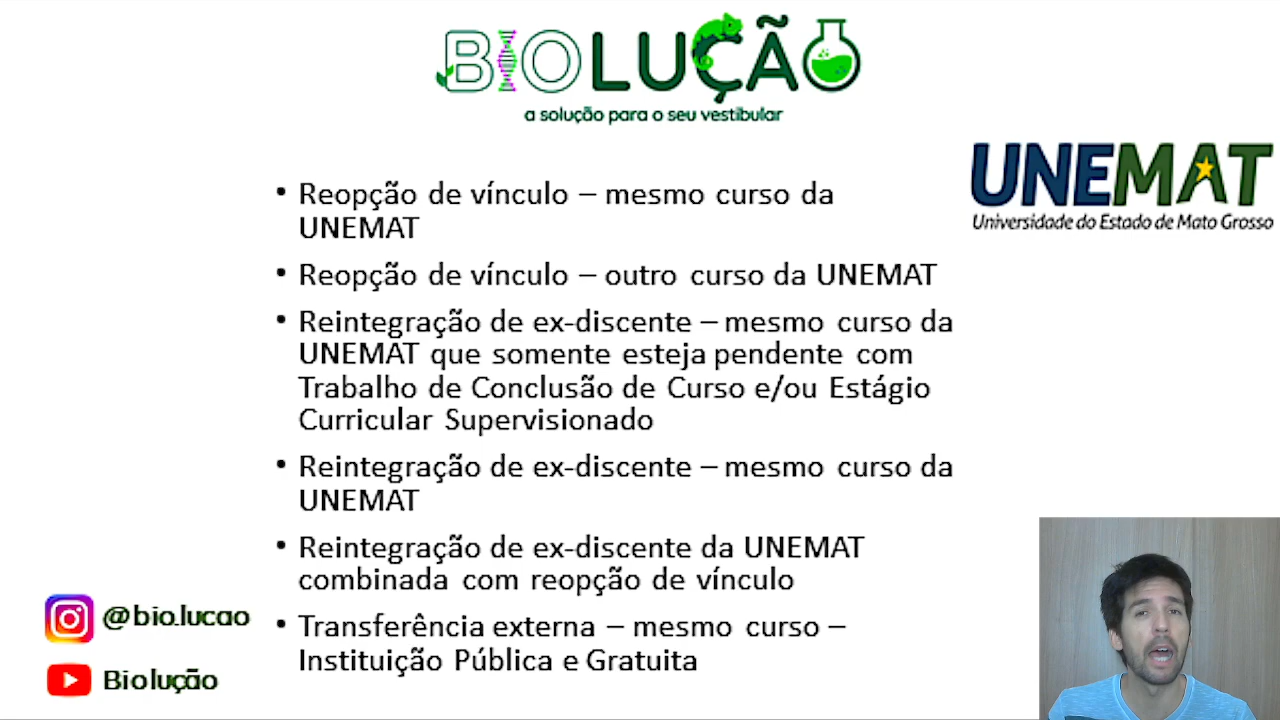 BIOLUÇÃO
a solução para o seu vestibular
UNEMAT
Universidade do Estado de Mato Grosso
• Reopção de vínculo – mesmo curso da
UNEMAT
• Reopção de vínculo – outro curso da UNEMAT
• Reintegração de ex-discente – mesmo curso da
UNEMAT que somente esteja pendente com
Trabalho de Conclusão de Curso e/ou Estágio
Curricular Supervisionado
• Reintegração de ex-discente – mesmo curso da
UNEMAT
• Reintegração de ex-discente da UNEMAT
combinada com reopção de vínculo
• Transferência externa – mesmo curso –
Instituição Pública e Gratuita
@bio.lucao
Biolução